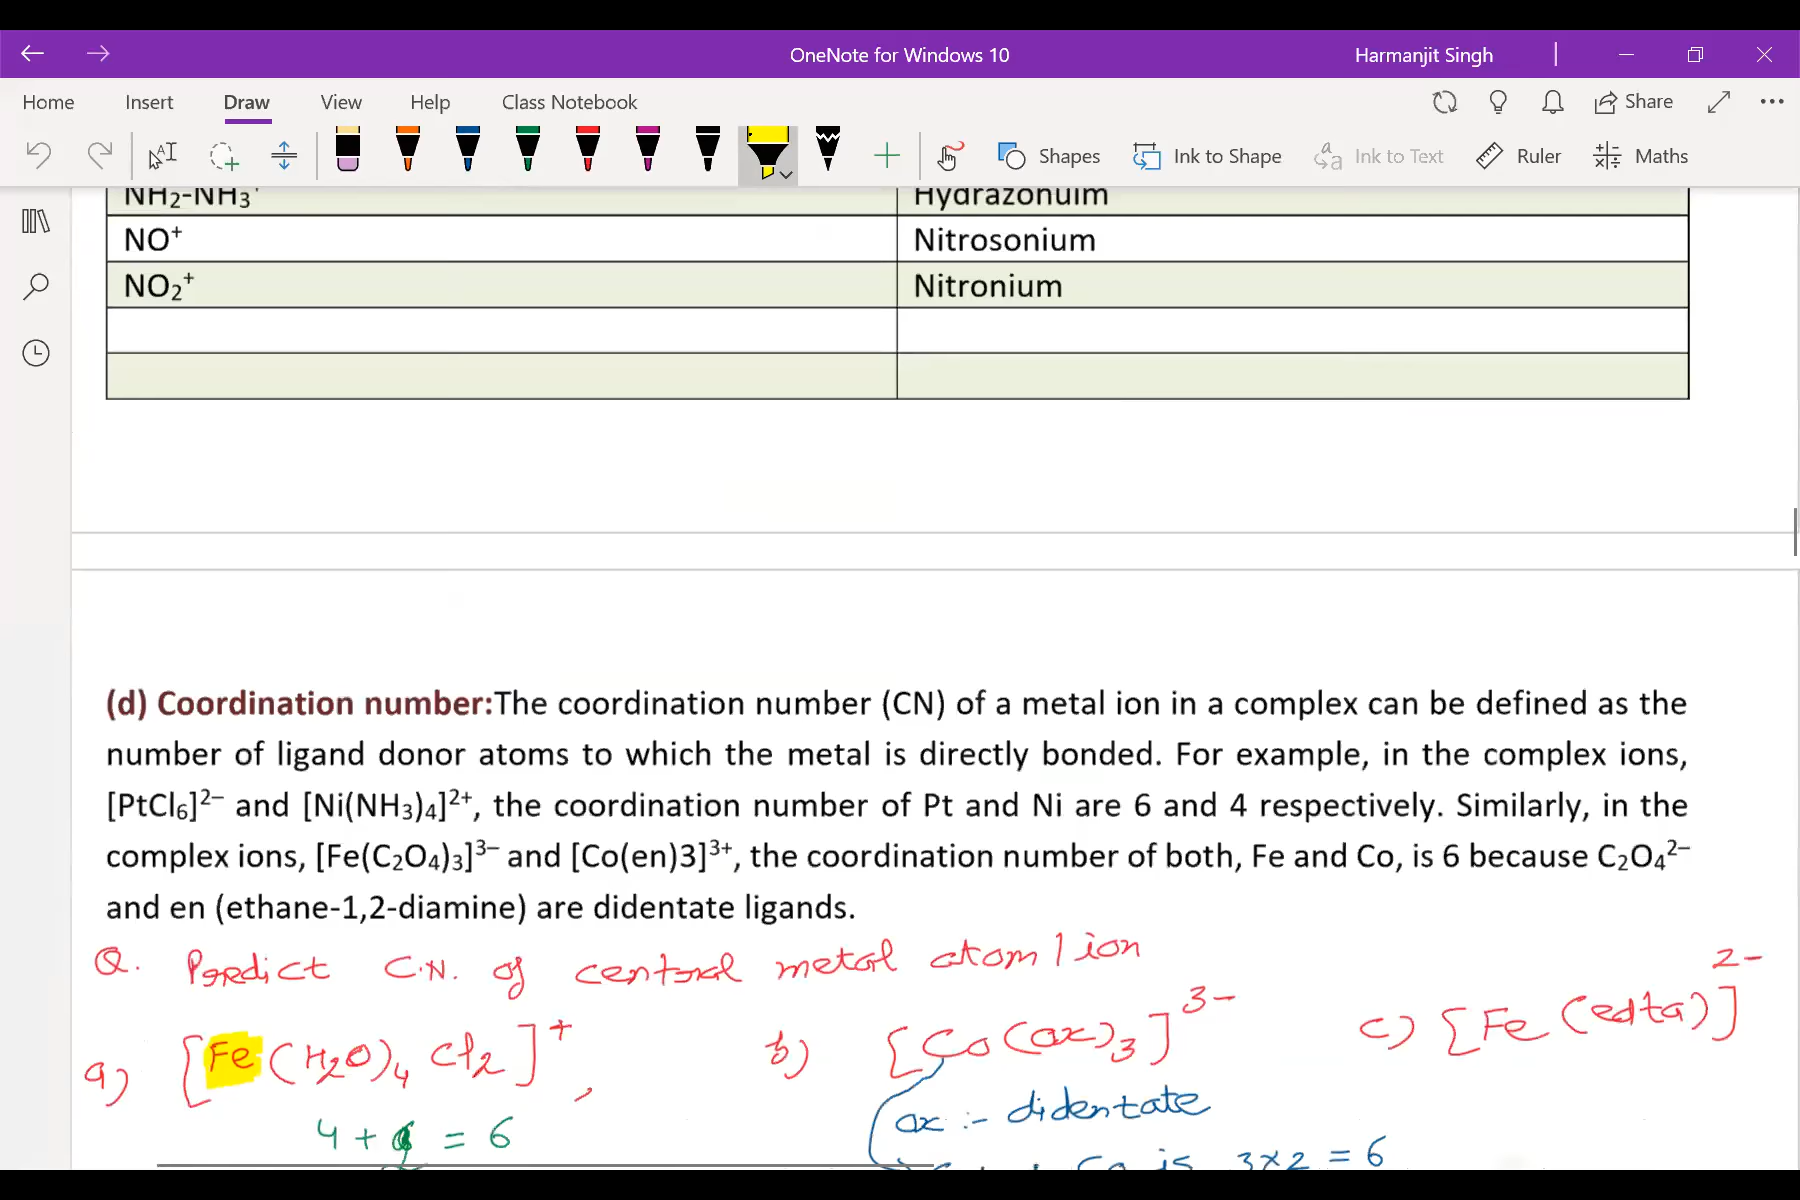 OneNote for Windows 10
Harmanjit Singh
Home Insert Draw View Help Class Notebook Share
Shapes Ink to Shape Ink to Text Ruler Maths
NH₂-NH₃⁺ Hydrazonuim
NO⁺ Nitrosonium
NO₂⁺ Nitronium
(d) Coordination number:The coordination number (CN) of a metal ion in a complex can be defined as the
number of ligand donor atoms to which the metal is directly bonded. For example, in the complex ions,
[PtCl₆]²⁻ and [Ni(NH₃)₄]²⁺, the coordination number of Pt and Ni are 6 and 4 respectively. Similarly, in the
complex ions, [Fe(C₂O₄)₃]³⁻ and [Co(en)3]³⁺, the coordination number of both, Fe and Co, is 6 because C₂O₄²⁻
and en (ethane-1,2-diamine) are didentate ligands.
Q. Predict C.N. of central metal atom/ion
a) [Fe(H₂O)₄Cl₂]⁺, b) [Co(ox)₃]³⁻ c) [Fe(edta)]²⁻
ox :- didentate
4 + = 6
Co is 3x2 = 6